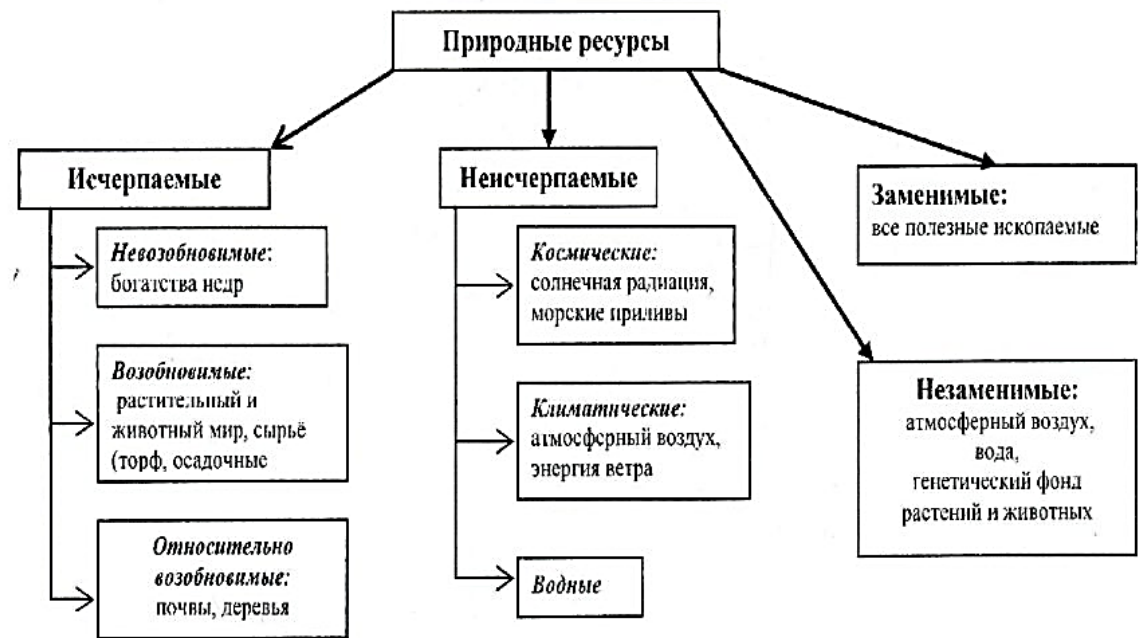 Природные ресурсы
Исчерпаемые
Невозобновимые:
богатства недр
Возобновимые:
растительный и
животный мир, сырьё
(торф, осадочные
Относительно
возобновимые:
почвы, деревья
Неисчерпаемые
Космические:
солнечная радиация,
морские приливы
Климатические:
атмосферный воздух,
энергия ветра
Водные
Заменимые:
все полезные ископаемые
Незаменимые:
атмосферный воздух,
вода,
генетический фонд
растений и животных